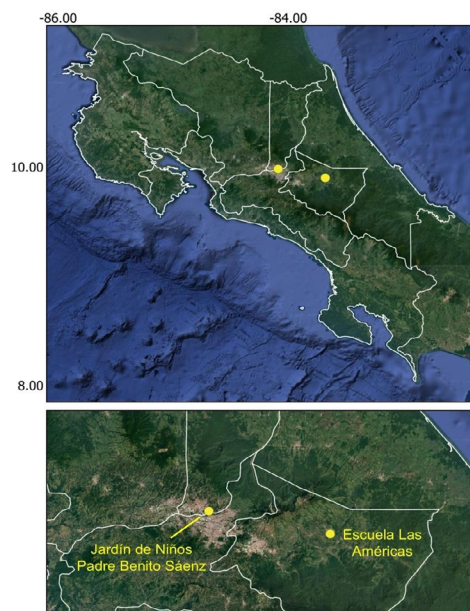 -86.00
-84.00
10.00
8.00
Jardín de Niños
Padre Benito Sáenz
Escuela Las
Américas